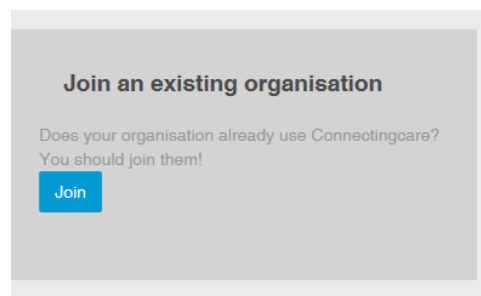 Join an existing organisation
Does your organisation already use Connectingcare?
You should join them!
Join